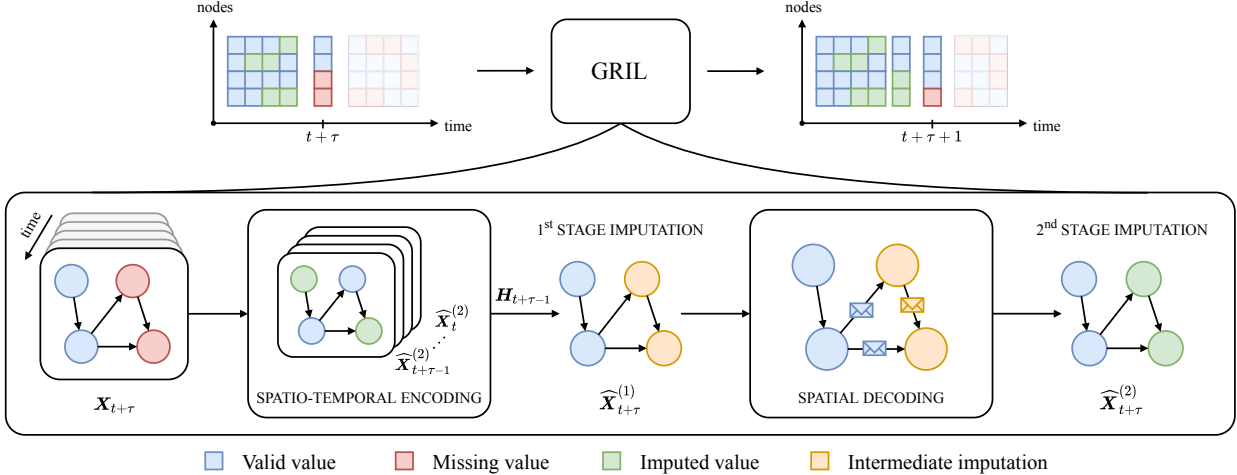 nodes
time
t + τ
GRIL
nodes
time
t + τ + 1
time
X_{t+τ}
X̂_t^{(2)}
⋰
X̂_{t+τ−1}^{(2)}
SPATIO-TEMPORAL ENCODING
H_{t+τ−1}
1st STAGE IMPUTATION
X̂_{t+τ}^{(1)}
SPATIAL DECODING
2nd STAGE IMPUTATION
X̂_{t+τ}^{(2)}
Valid value
Missing value
Imputed value
Intermediate imputation